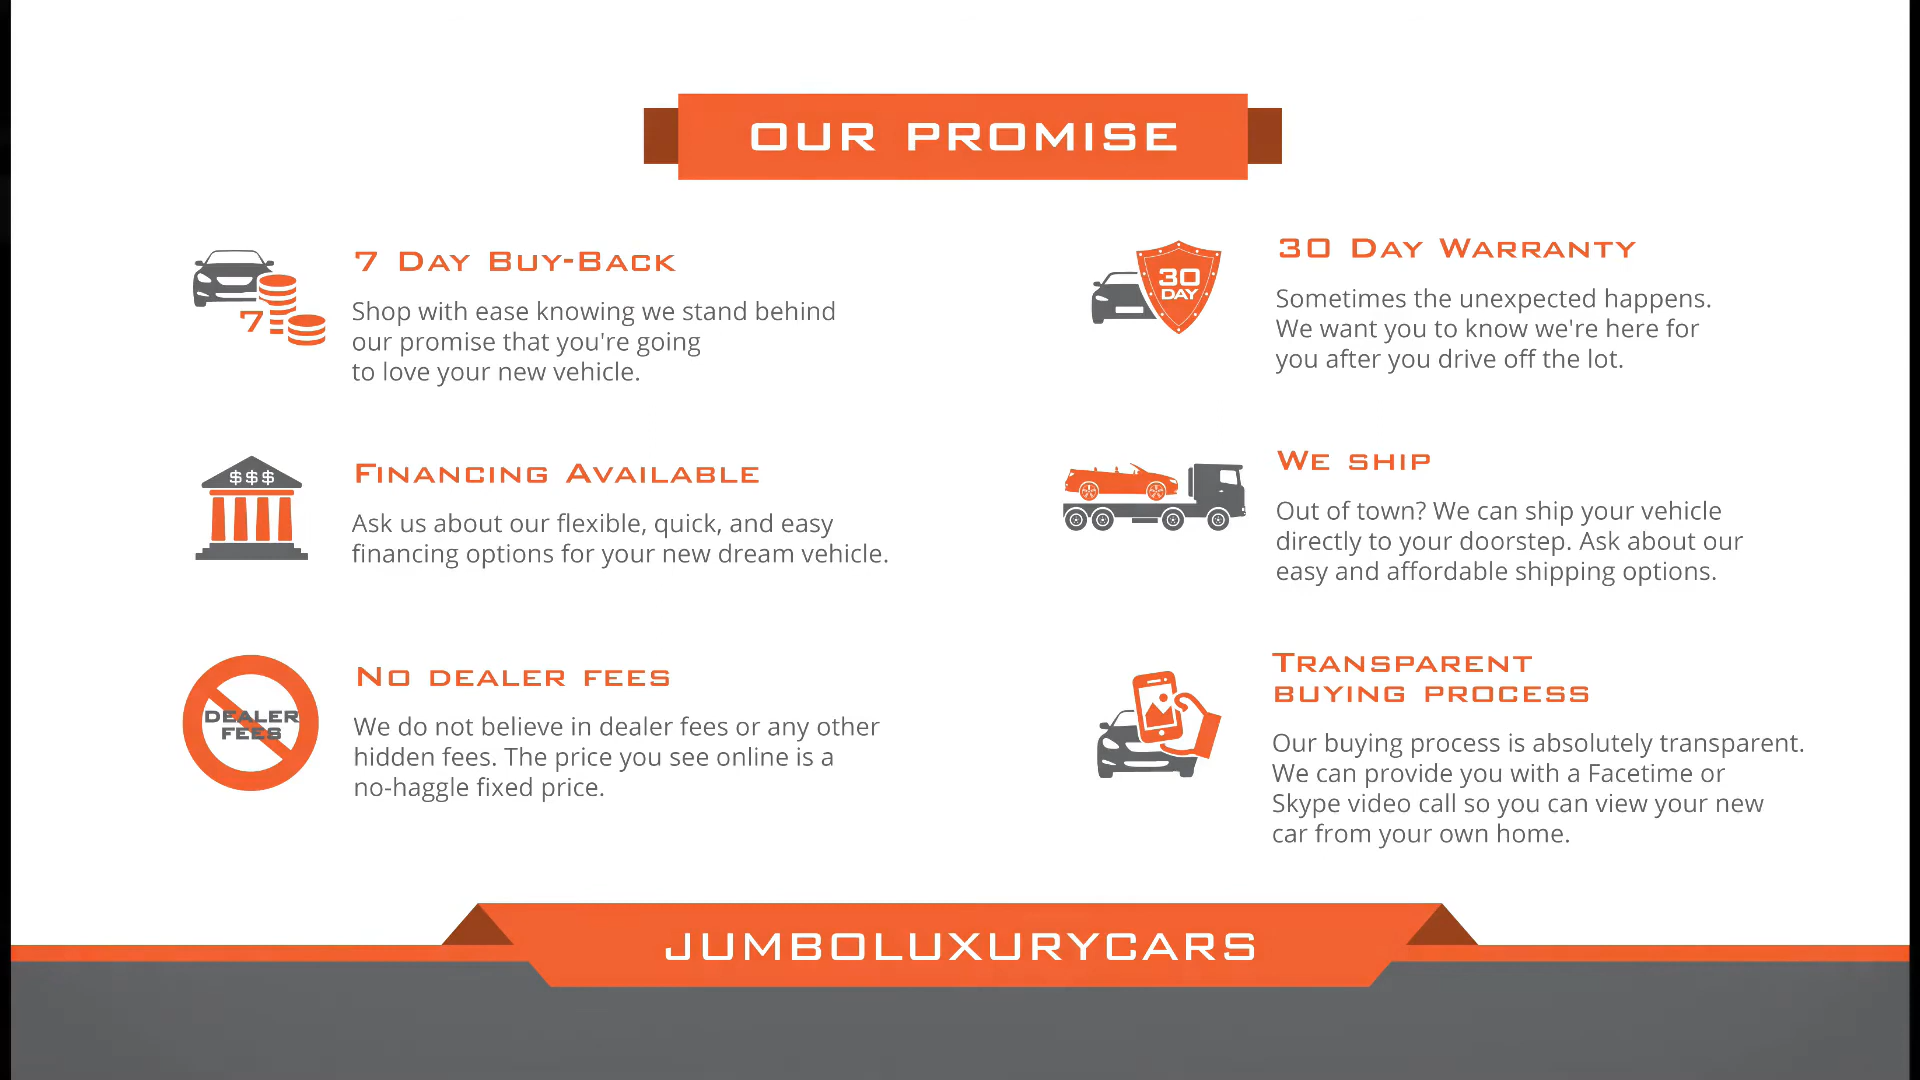 OUR PROMISE
7 DAY BUY-BACK
Shop with ease knowing we stand behind
our promise that you're going
to love your new vehicle.
7
$$$
FINANCING AVAILABLE
Ask us about our flexible, quick, and easy
financing options for your new dream vehicle.
DEALER
FEES
NO DEALER FEES
We do not believe in dealer fees or any other
hidden fees. The price you see online is a
no-haggle fixed price.
30
DAY
30 DAY WARRANTY
Sometimes the unexpected happens.
We want you to know we're here for
you after you drive off the lot.
WE SHIP
Out of town? We can ship your vehicle
directly to your doorstep. Ask about our
easy and affordable shipping options.
TRANSPARENT
BUYING PROCESS
Our buying process is absolutely transparent.
We can provide you with a Facetime or
Skype video call so you can view your new
car from your own home.
JUMBOLUXURYCARS